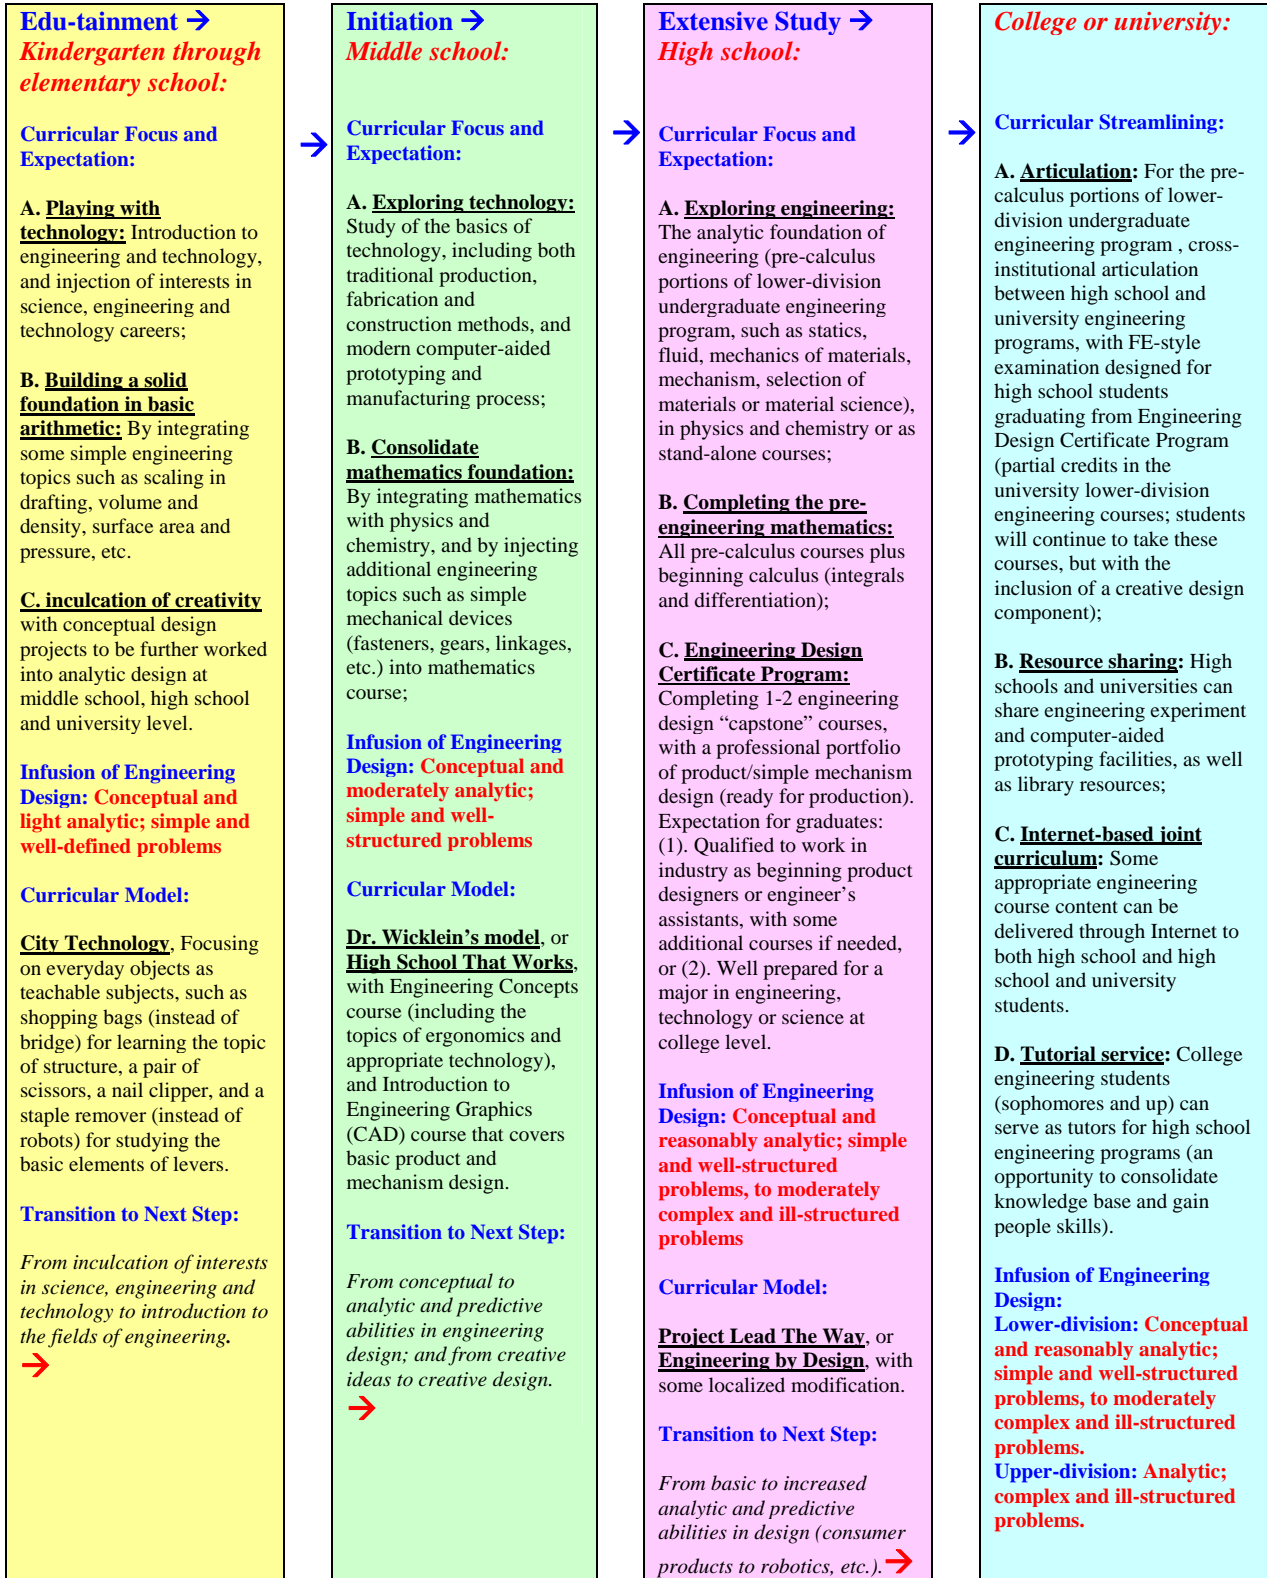 Edu-tainment →
Kindergarten through
elementary school:
Curricular Focus and
Expectation:
A. Playing with
technology: Introduction to
engineering and technology,
and injection of interests in
science, engineering and
technology careers;
B. Building a solid
foundation in basic
arithmetic: By integrating
some simple engineering
topics such as scaling in
drafting, volume and
density, surface area and
pressure, etc.
C. inculcation of creativity
with conceptual design
projects to be further worked
into analytic design at
middle school, high school
and university level.
Infusion of Engineering
Design: Conceptual and
light analytic; simple and
well-defined problems
Curricular Model:
City Technology, Focusing
on everyday objects as
teachable subjects, such as
shopping bags (instead of
bridge) for learning the topic
of structure, a pair of
scissors, a nail clipper, and a
staple remover (instead of
robots) for studying the
basic elements of levers.
Transition to Next Step:
From inculcation of interests
in science, engineering and
technology to introduction to
the fields of engineering.
→
→
Initiation →
Middle school:
Curricular Focus and
Expectation:
A. Exploring technology:
Study of the basics of
technology, including both
traditional production,
fabrication and
construction methods, and
modern computer-aided
prototyping and
manufacturing process;
B. Consolidate
mathematics foundation:
By integrating mathematics
with physics and
chemistry, and by injecting
additional engineering
topics such as simple
mechanical devices
(fasteners, gears, linkages,
etc.) into mathematics
course;
Infusion of Engineering
Design: Conceptual and
moderately analytic;
simple and well-
structured problems
Curricular Model:
Dr. Wicklein's model, or
High School That Works,
with Engineering Concepts
course (including the
topics of ergonomics and
appropriate technology),
and Introduction to
Engineering Graphics
(CAD) course that covers
basic product and
mechanism design.
Transition to Next Step:
From conceptual to
analytic and predictive
abilities in engineering
design; and from creative
ideas to creative design.
→
→
Extensive Study →
High school:
Curricular Focus and
Expectation:
A. Exploring engineering:
The analytic foundation of
engineering (pre-calculus
portions of lower-division
undergraduate engineering
program, such as statics,
fluid, mechanics of materials,
mechanism, selection of
materials or material science),
in physics and chemistry or as
stand-alone courses;
B. Completing the pre-
engineering mathematics:
All pre-calculus courses plus
beginning calculus (integrals
and differentiation);
C. Engineering Design
Certificate Program:
Completing 1-2 engineering
design “capstone” courses,
with a professional portfolio
of product/simple mechanism
design (ready for production).
Expectation for graduates:
(1). Qualified to work in
industry as beginning product
designers or engineer's
assistants, with some
additional courses if needed,
or (2). Well prepared for a
major in engineering,
technology or science at
college level.
Infusion of Engineering
Design: Conceptual and
reasonably analytic; simple
and well-structured
problems, to moderately
complex and ill-structured
problems
Curricular Model:
Project Lead The Way, or
Engineering by Design, with
some localized modification.
Transition to Next Step:
From basic to increased
analytic and predictive
abilities in design (consumer
products to robotics, etc.). →
→
College or university:
Curricular Streamlining:
A. Articulation: For the pre-
calculus portions of lower-
division undergraduate
engineering program , cross-
institutional articulation
between high school and
university engineering
programs, with FE-style
examination designed for
high school students
graduating from Engineering
Design Certificate Program
(partial credits in the
university lower-division
engineering courses; students
will continue to take these
courses, but with the
inclusion of a creative design
component);
B. Resource sharing: High
schools and universities can
share engineering experiment
and computer-aided
prototyping facilities, as well
as library resources;
C. Internet-based joint
curriculum: Some
appropriate engineering
course content can be
delivered through Internet to
both high school and high
school and university
students.
D. Tutorial service: College
engineering students
(sophomores and up) can
serve as tutors for high school
engineering programs (an
opportunity to consolidate
knowledge base and gain
people skills).
Infusion of Engineering
Design:
Lower-division: Conceptual
and reasonably analytic;
simple and well-structured
problems, to moderately
complex and ill-structured
problems.
Upper-division: Analytic;
complex and ill-structured
problems.